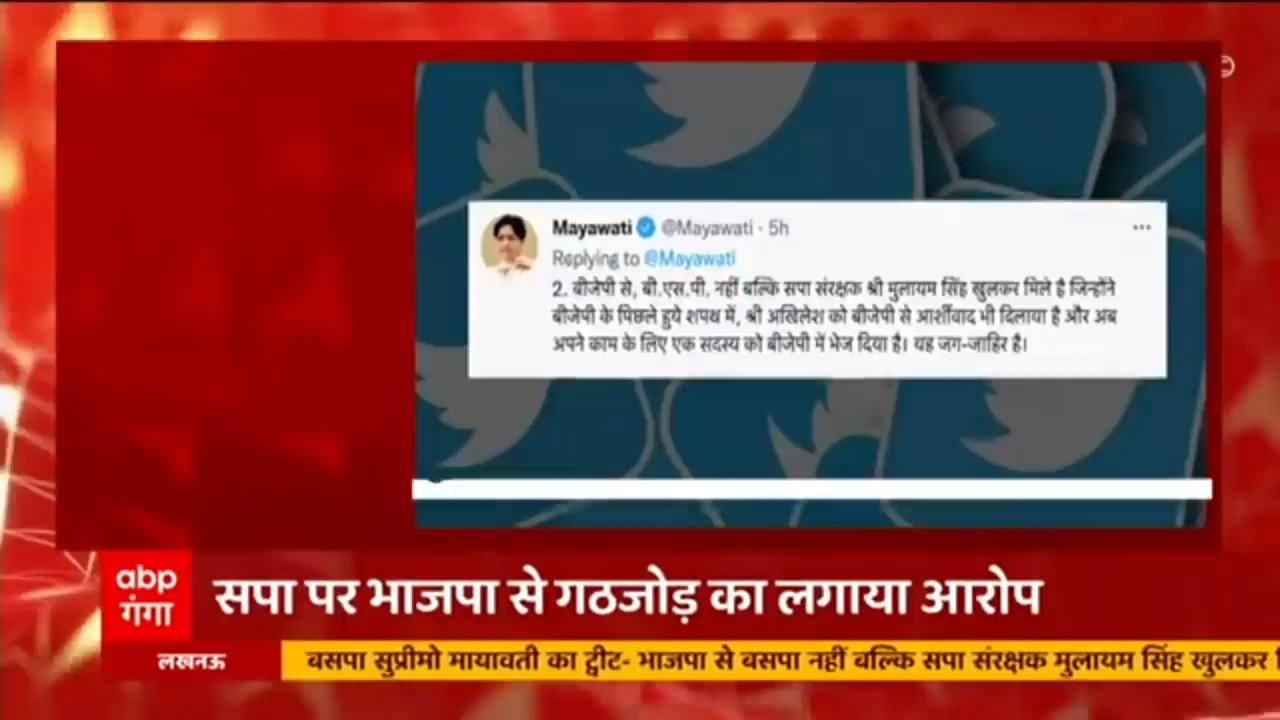 Mayawati @Mayawati · 5h
Replying to @Mayawati
2. बीजेपी से, बी.एस.पी. नहीं बल्कि सपा संरक्षक श्री मुलायम सिंह खुलकर मिले है जिन्होंने
बीजेपी के पिछले हुये शपथ में, श्री अखिलेश को बीजेपी से आर्शीवाद भी दिलाया है और अब
अपने काम के लिए एक सदस्य को बीजेपी में भेज दिया है। यह जग-जाहिर है।
abp
गंगा
सपा पर भाजपा से गठजोड़ का लगाया आरोप
लखनऊ
बसपा सुप्रीमो मायावती का ट्वीट- भाजपा से बसपा नहीं बल्कि सपा संरक्षक मुलायम सिंह खुलकर